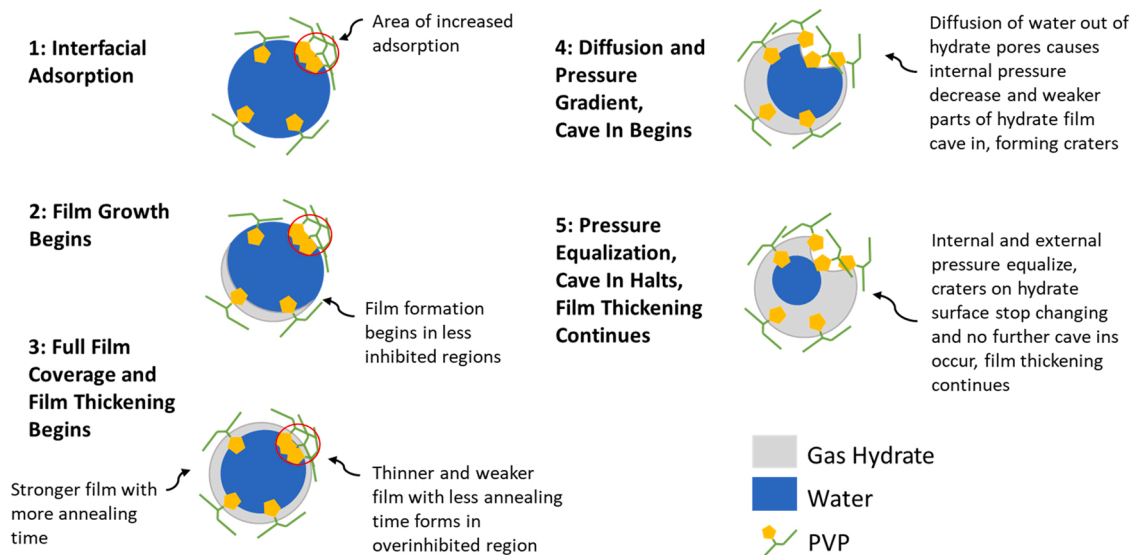 1: Interfacial
Adsorption
Area of increased
adsorption
2: Film Growth
Begins
Film formation
begins in less
inhibited regions
3: Full Film
Coverage and
Film Thickening
Begins
Stronger film with
more annealing
time
Thinner and weaker
film with less annealing
time forms in
overinhibited region
4: Diffusion and
Pressure
Gradient,
Cave In Begins
Diffusion of water out of
hydrate pores causes
internal pressure
decrease and weaker
parts of hydrate film
cave in, forming craters
5: Pressure
Equalization,
Cave In Halts,
Film Thickening
Continues
Internal and external
pressure equalize,
craters on hydrate
surface stop changing
and no further cave ins
occur, film thickening
continues
Gas Hydrate
Water
PVP